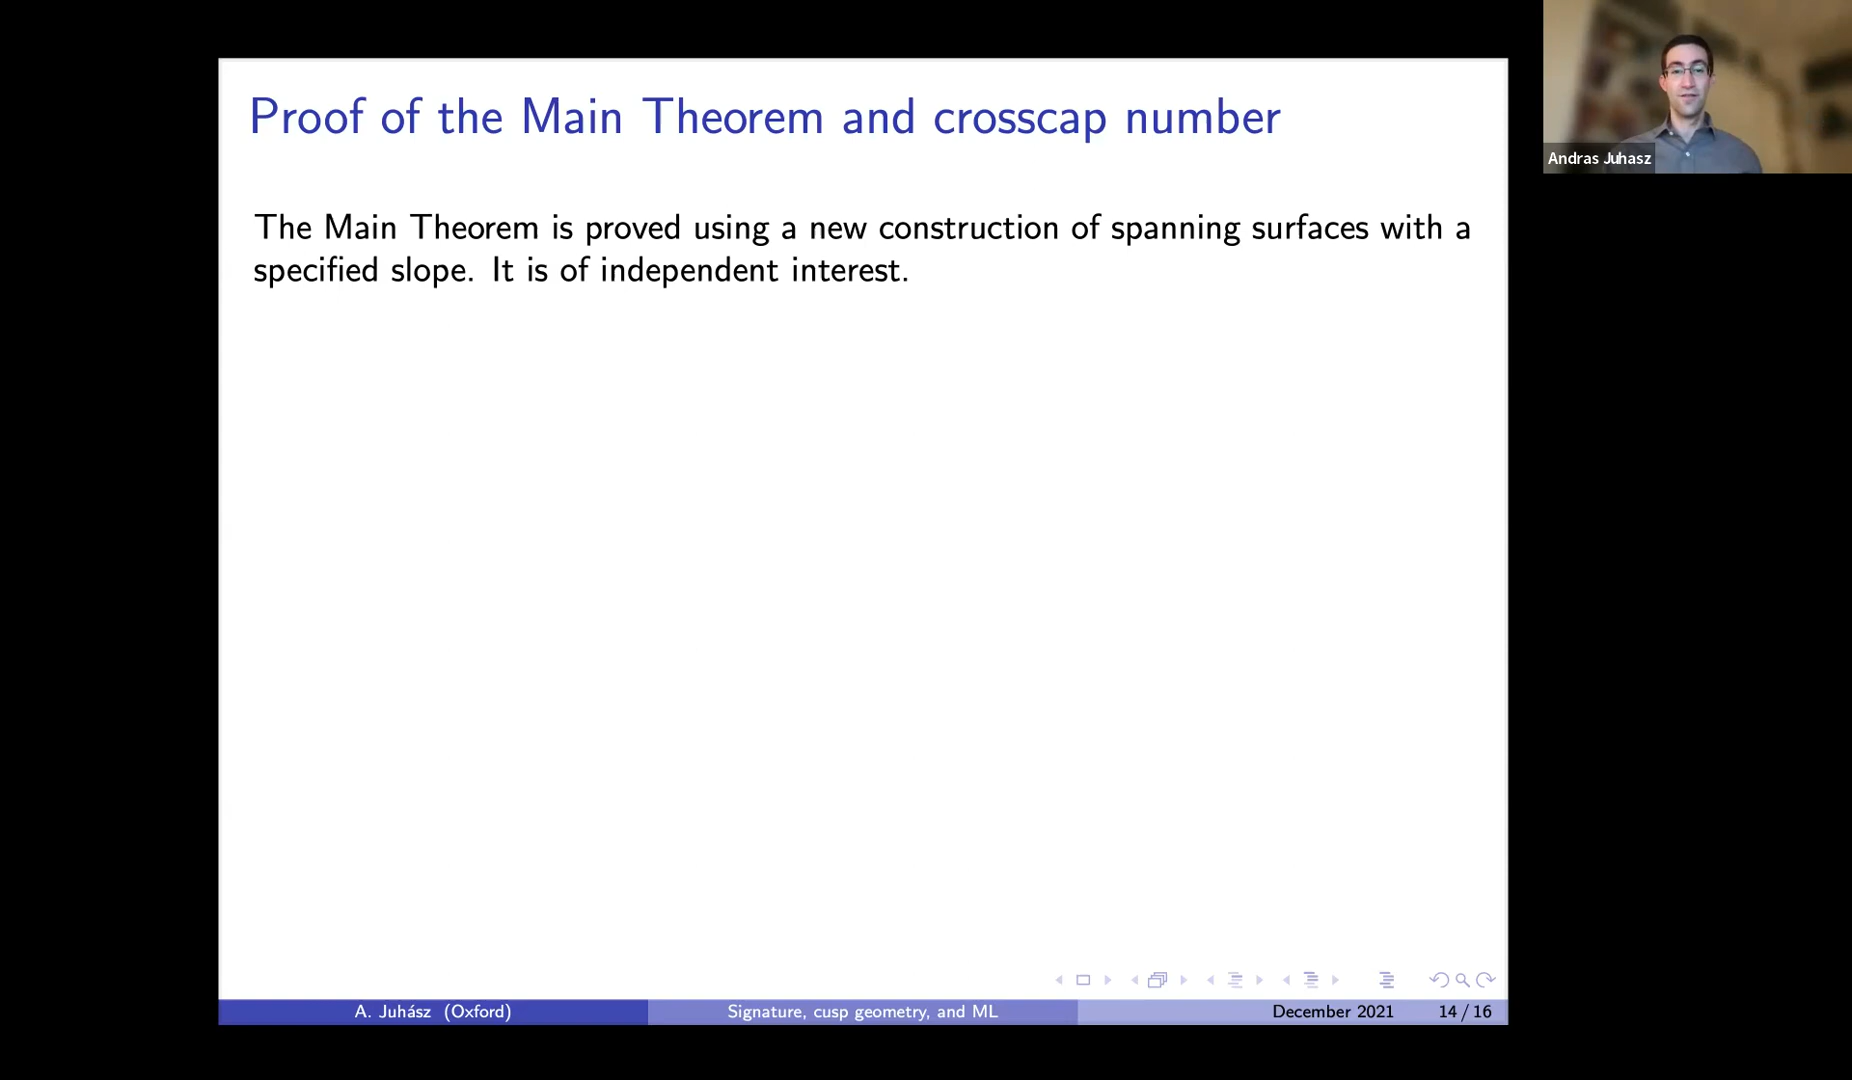 Proof of the Main Theorem and crosscap number
The Main Theorem is proved using a new construction of spanning surfaces with a
specified slope. It is of independent interest.
Andras Juhasz
A. Juhász (Oxford)
Signature, cusp geometry, and ML
December 2021
14 / 16